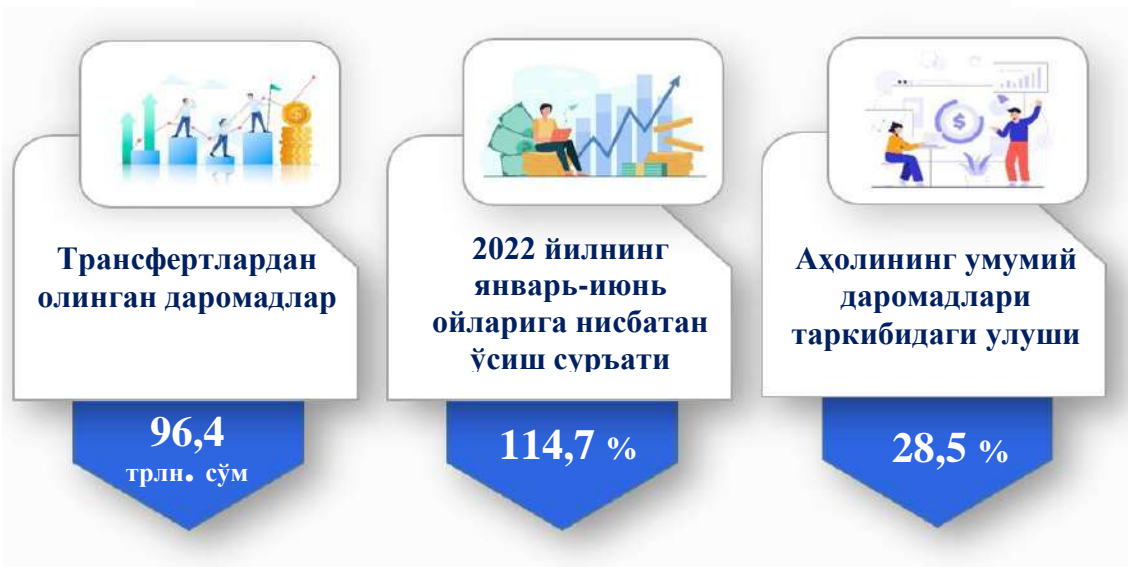 Трансфертлардан
олинган даромадлар
96,4
трлн. сўм
2022 йилнинг
январь-июнь
ойларига нисбатан
ўсиш суръати
114,7 %
Аҳолининг умумий
даромадлари
таркибидаги улуши
28,5 %